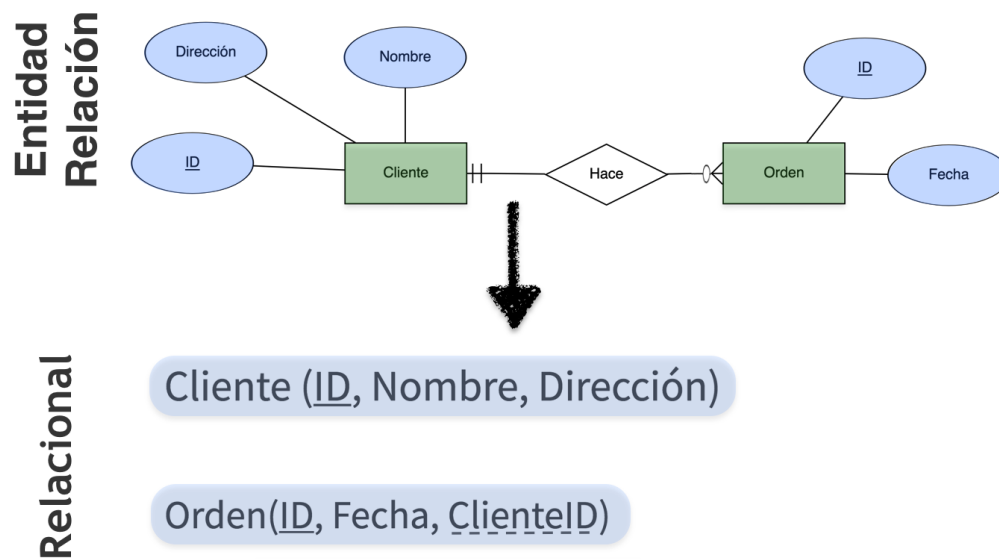 Entidad
Relación
Dirección
Nombre
ID
ID
Cliente
Hace
Orden
Fecha
Relacional
Cliente (ID, Nombre, Dirección)
Orden(ID, Fecha, ClienteID)